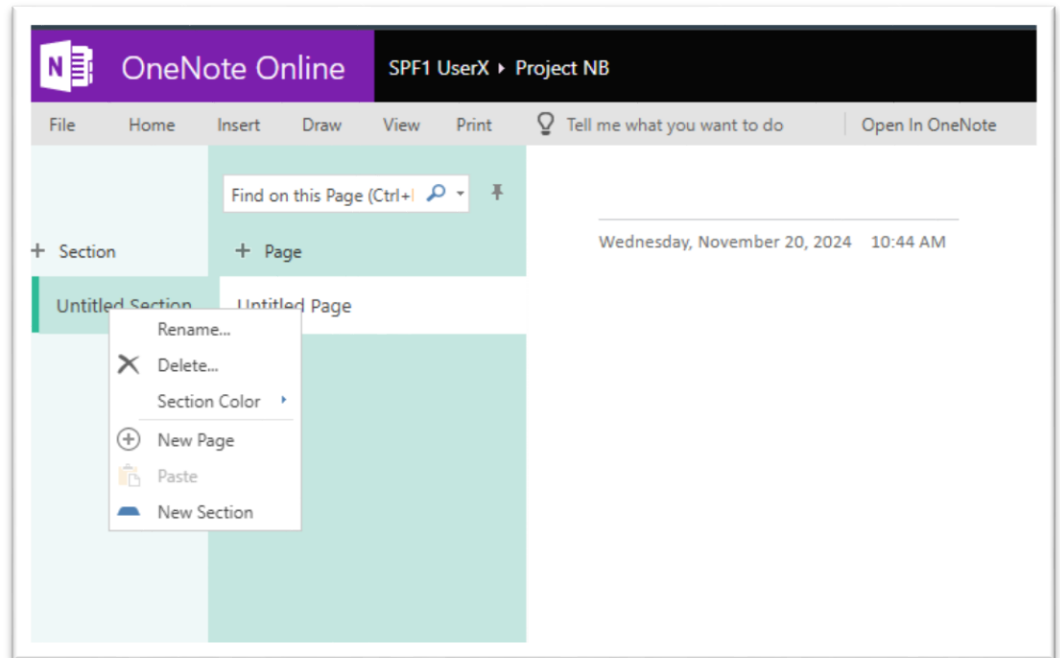 OneNote Online SPF1 UserX ▸ Project NB
File Home Insert Draw View Print Tell me what you want to do Open In OneNote
Find on this Page (Ctrl+
+ Section + Page
Wednesday, November 20, 2024 10:44 AM
Untitled Section Untitled Page
Rename...
Delete...
Section Color
New Page
Paste
New Section